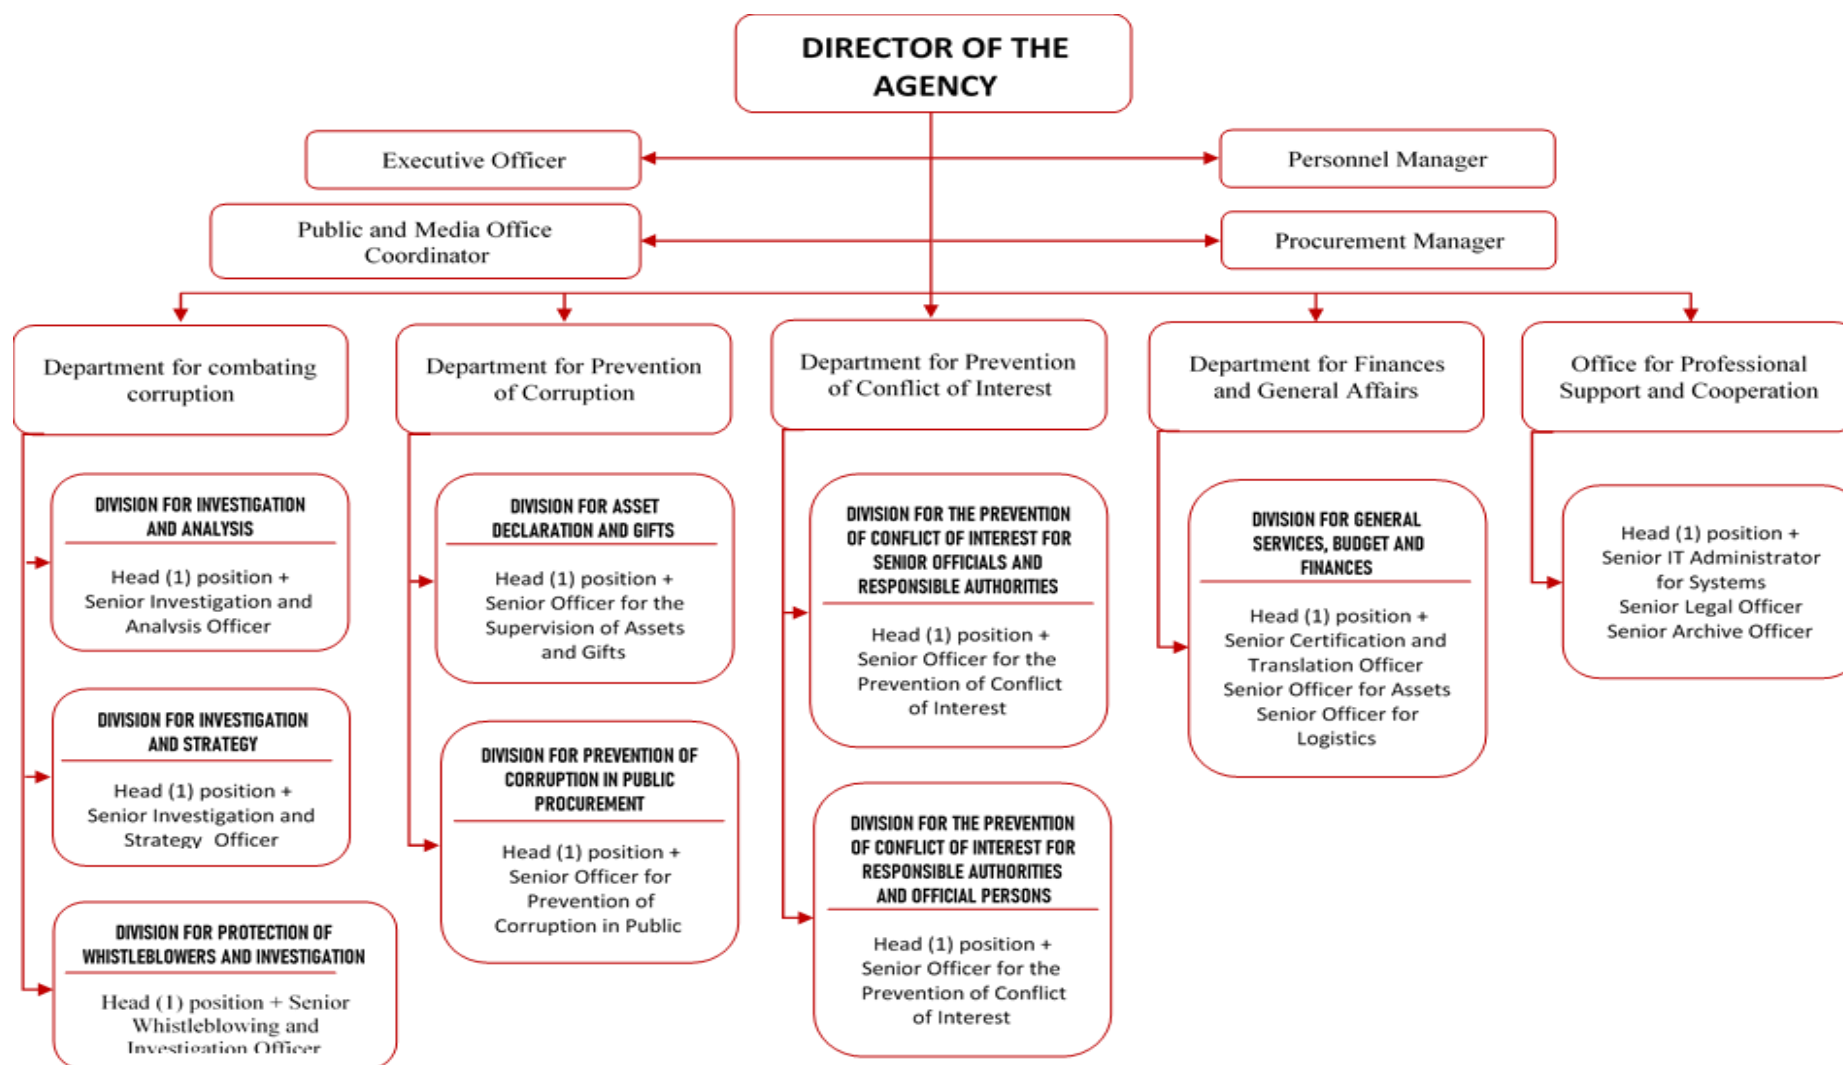 DIRECTOR OF THE
AGENCY
Executive Officer
Personnel Manager
Public and Media Office
Coordinator
Procurement Manager
Department for combating
corruption
Department for Prevention
of Corruption
Department for Prevention
of Conflict of Interest
Department for Finances
and General Affairs
Office for Professional
Support and Cooperation
DIVISION FOR INVESTIGATION
AND ANALYSIS
Head (1) position +
Senior Investigation and
Analysis Officer
DIVISION FOR INVESTIGATION
AND STRATEGY
Head (1) position +
Senior Investigation and
Strategy Officer
DIVISION FOR PROTECTION OF
WHISTLEBLOWERS AND INVESTIGATION
Head (1) position + Senior
Whistleblowing and
Investigation Officer
DIVISION FOR ASSET
DECLARATION AND GIFTS
Head (1) position +
Senior Officer for the
Supervision of Assets
and Gifts
DIVISION FOR PREVENTION OF
CORRUPTION IN PUBLIC
PROCUREMENT
Head (1) position +
Senior Officer for
Prevention of
Corruption in Public
DIVISION FOR THE PREVENTION
OF CONFLICT OF INTEREST FOR
SENIOR OFFICIALS AND
RESPONSIBLE AUTHORITIES
Head (1) position +
Senior Officer for the
Prevention of Conflict
of Interest
DIVISION FOR THE PREVENTION
OF CONFLICT OF INTEREST FOR
RESPONSIBLE AUTHORITIES
AND OFFICIAL PERSONS
Head (1) position +
Senior Officer for the
Prevention of Conflict
of Interest
DIVISION FOR GENERAL
SERVICES, BUDGET AND
FINANCES
Head (1) position +
Senior Certification and
Translation Officer
Senior Officer for Assets
Senior Officer for
Logistics
Head (1) position +
Senior IT Administrator
for Systems
Senior Legal Officer
Senior Archive Officer